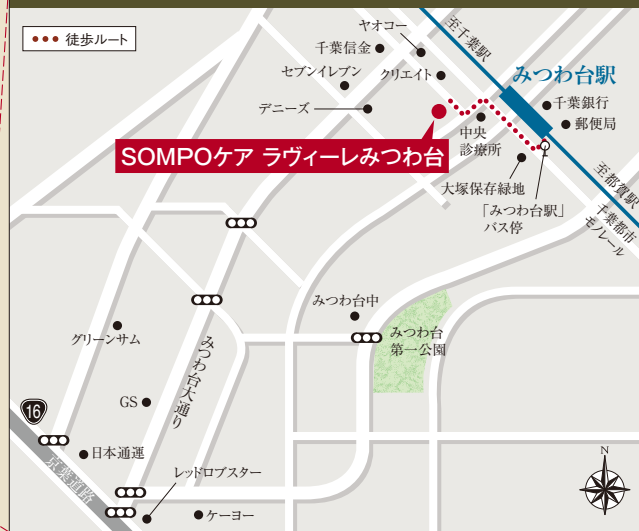 徒歩ルート
ヤオコー
千葉信金
至千葉駅
セブンイレブン
クリエイト
みつわ台駅
デニーズ
千葉銀行
郵便局
中央
診療所
SOMPOケア ラヴィーレみつわ台
大塚保存緑地
「みつわ台駅」
バス停
至都賀駅
千葉都市
モノレール
みつわ台中
みつわ台
第一公園
グリーンサム
みつわ台大通り
GS
16
日本通運
京葉道路
レッドロブスター
ケーヨー
N